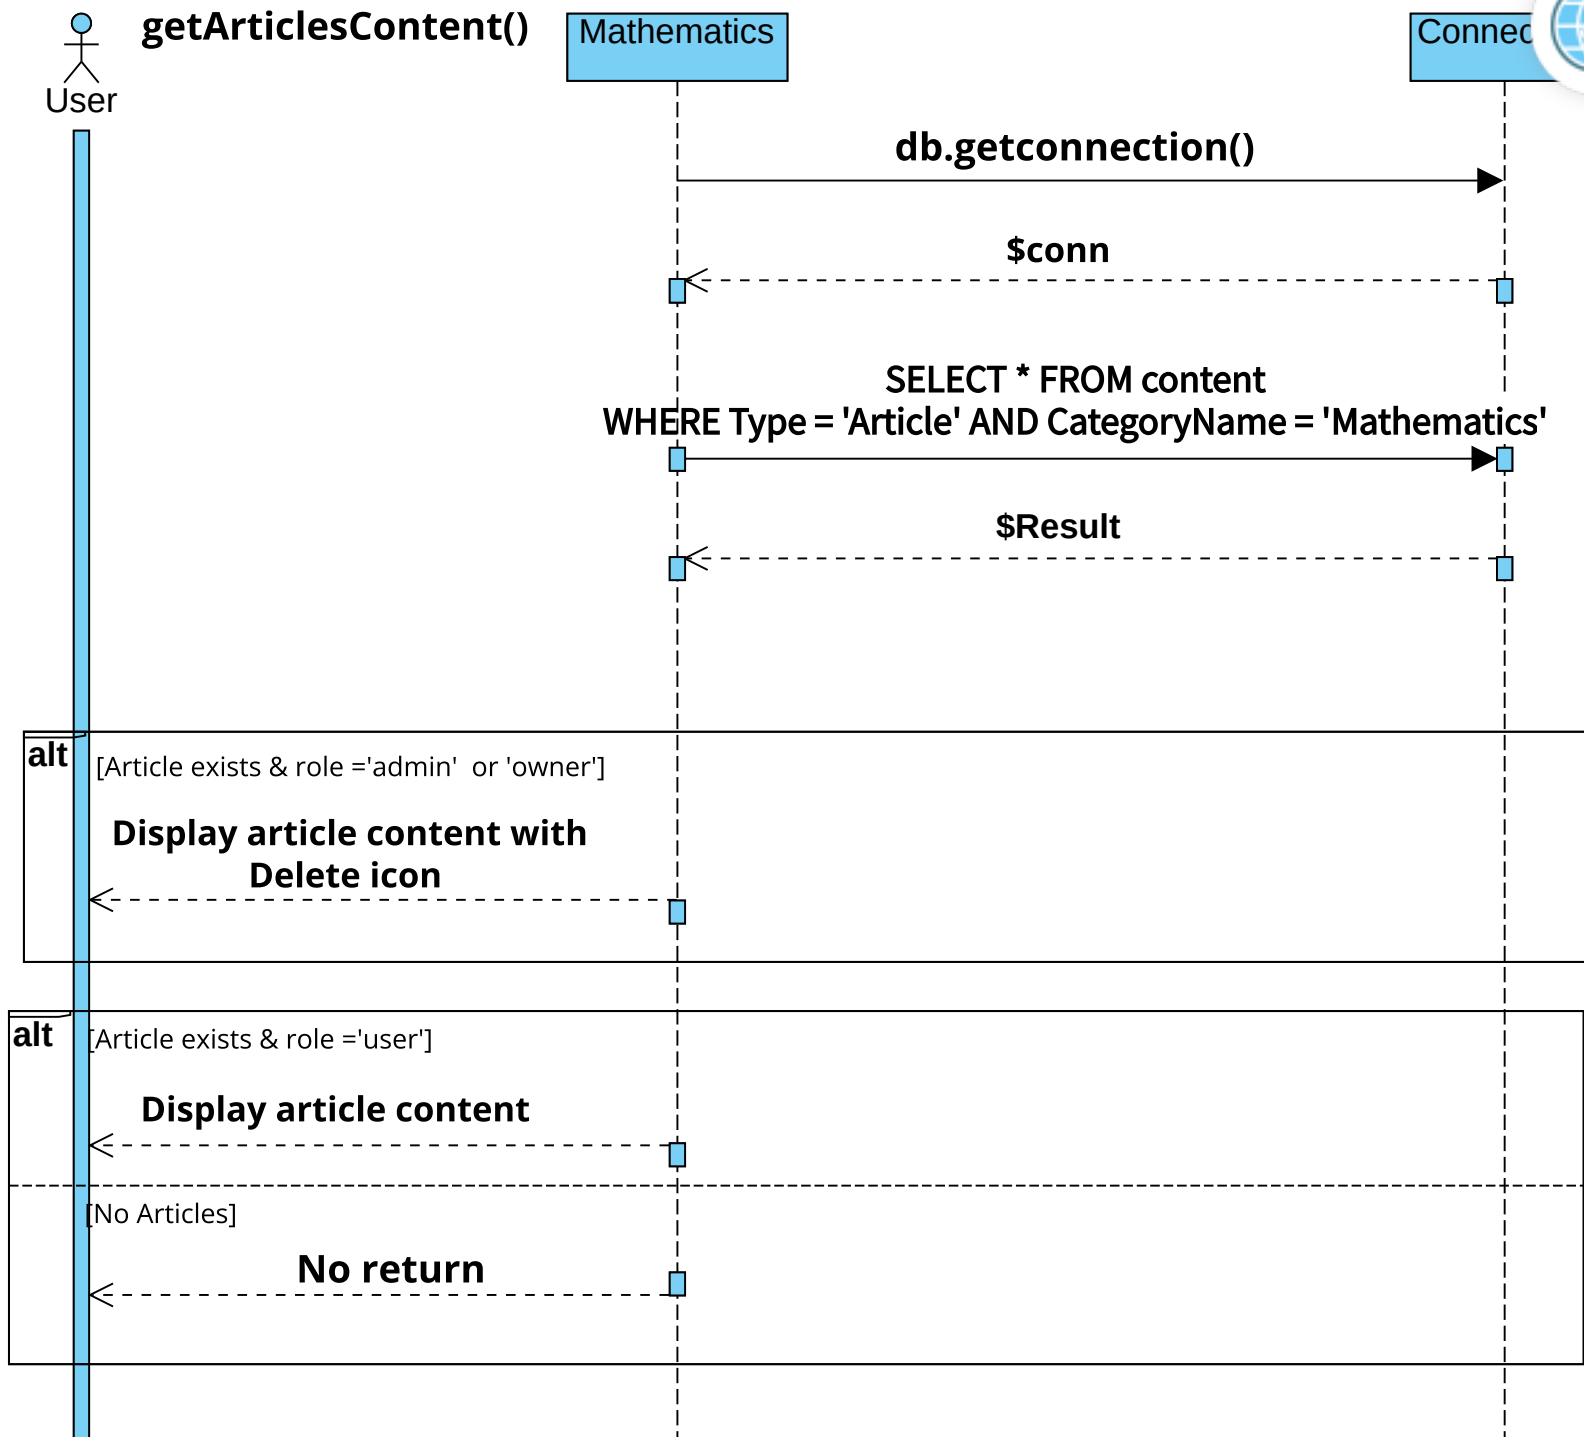 getArticlesContent()
Mathematics
User
db.getconnection()
$conn
SELECT * FROM content
WHERE Type = 'Article' AND CategoryName = 'Mathematics'
$Result
alt
[Article exists & role ='admin'  or 'owner']
Display article content with
Delete icon
alt
[Article exists & role ='user']
Display article content
[No Articles]
No return